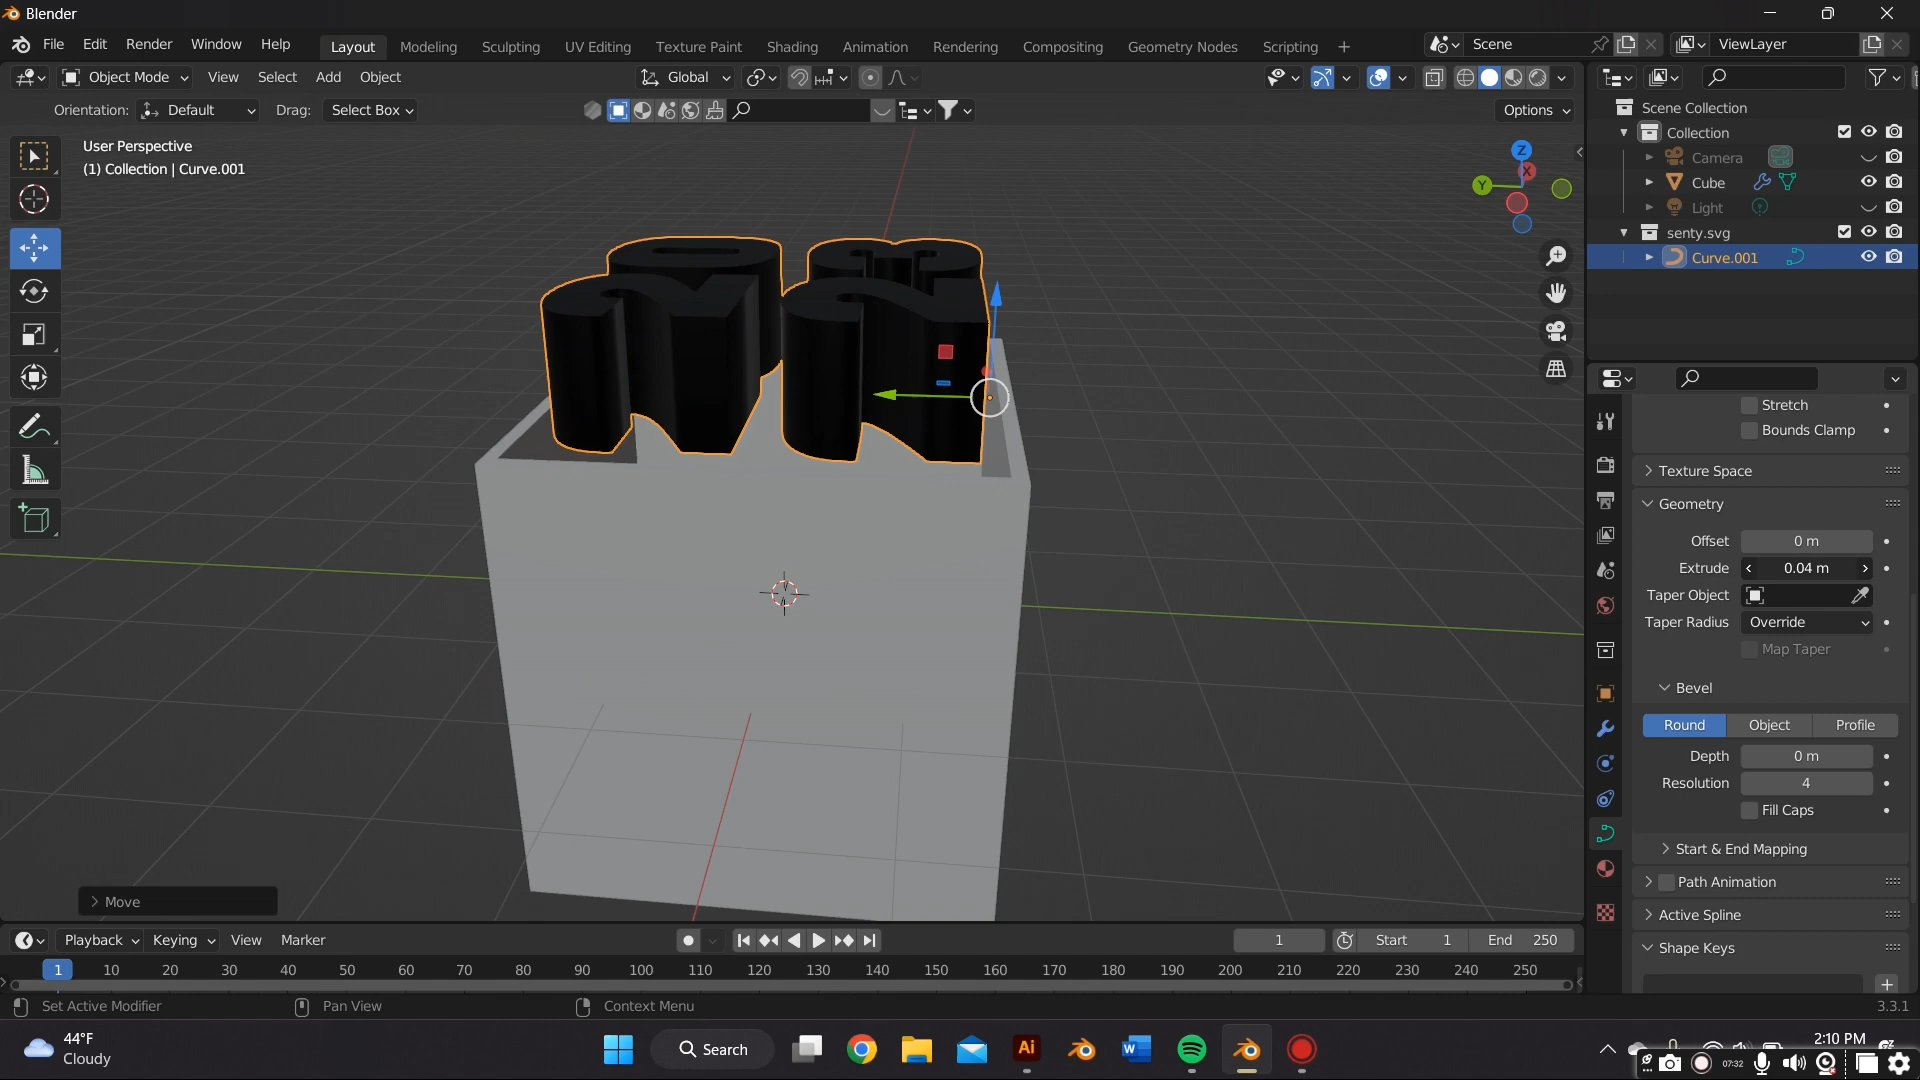 Blender
File Edit Render Window Help Layout Modeling Sculpting UV Editing Texture Paint Shading Animation Rendering Compositing Geometry Nodes Scripting + Scene ViewLayer
Object Mode View Select Add Object Global
Orientation: Default Drag: Select Box Options
User Perspective
(1) Collection | Curve.001
Z
X
Y
Scene Collection
Collection
Camera
Cube
Light
senty.svg
Curve.001
Stretch
Bounds Clamp
Texture Space
Geometry
Offset 0 m
Extrude 0.04 m
Taper Object
Taper Radius Override
Map Taper
Bevel
Round Object Profile
Depth 0 m
Resolution 4
Fill Caps
Start & End Mapping
Path Animation
Active Spline
Shape Keys
Move
Playback Keying View Marker 1 Start 1 End 250
1 10 20 30 40 50 60 70 80 90 100 110 120 130 140 150 160 170 180 190 200 210 220 230 240 250
Set Active Modifier Pan View Context Menu 3.3.1
44°F
Cloudy
Search
Ai
W
2:10 PM
07:32